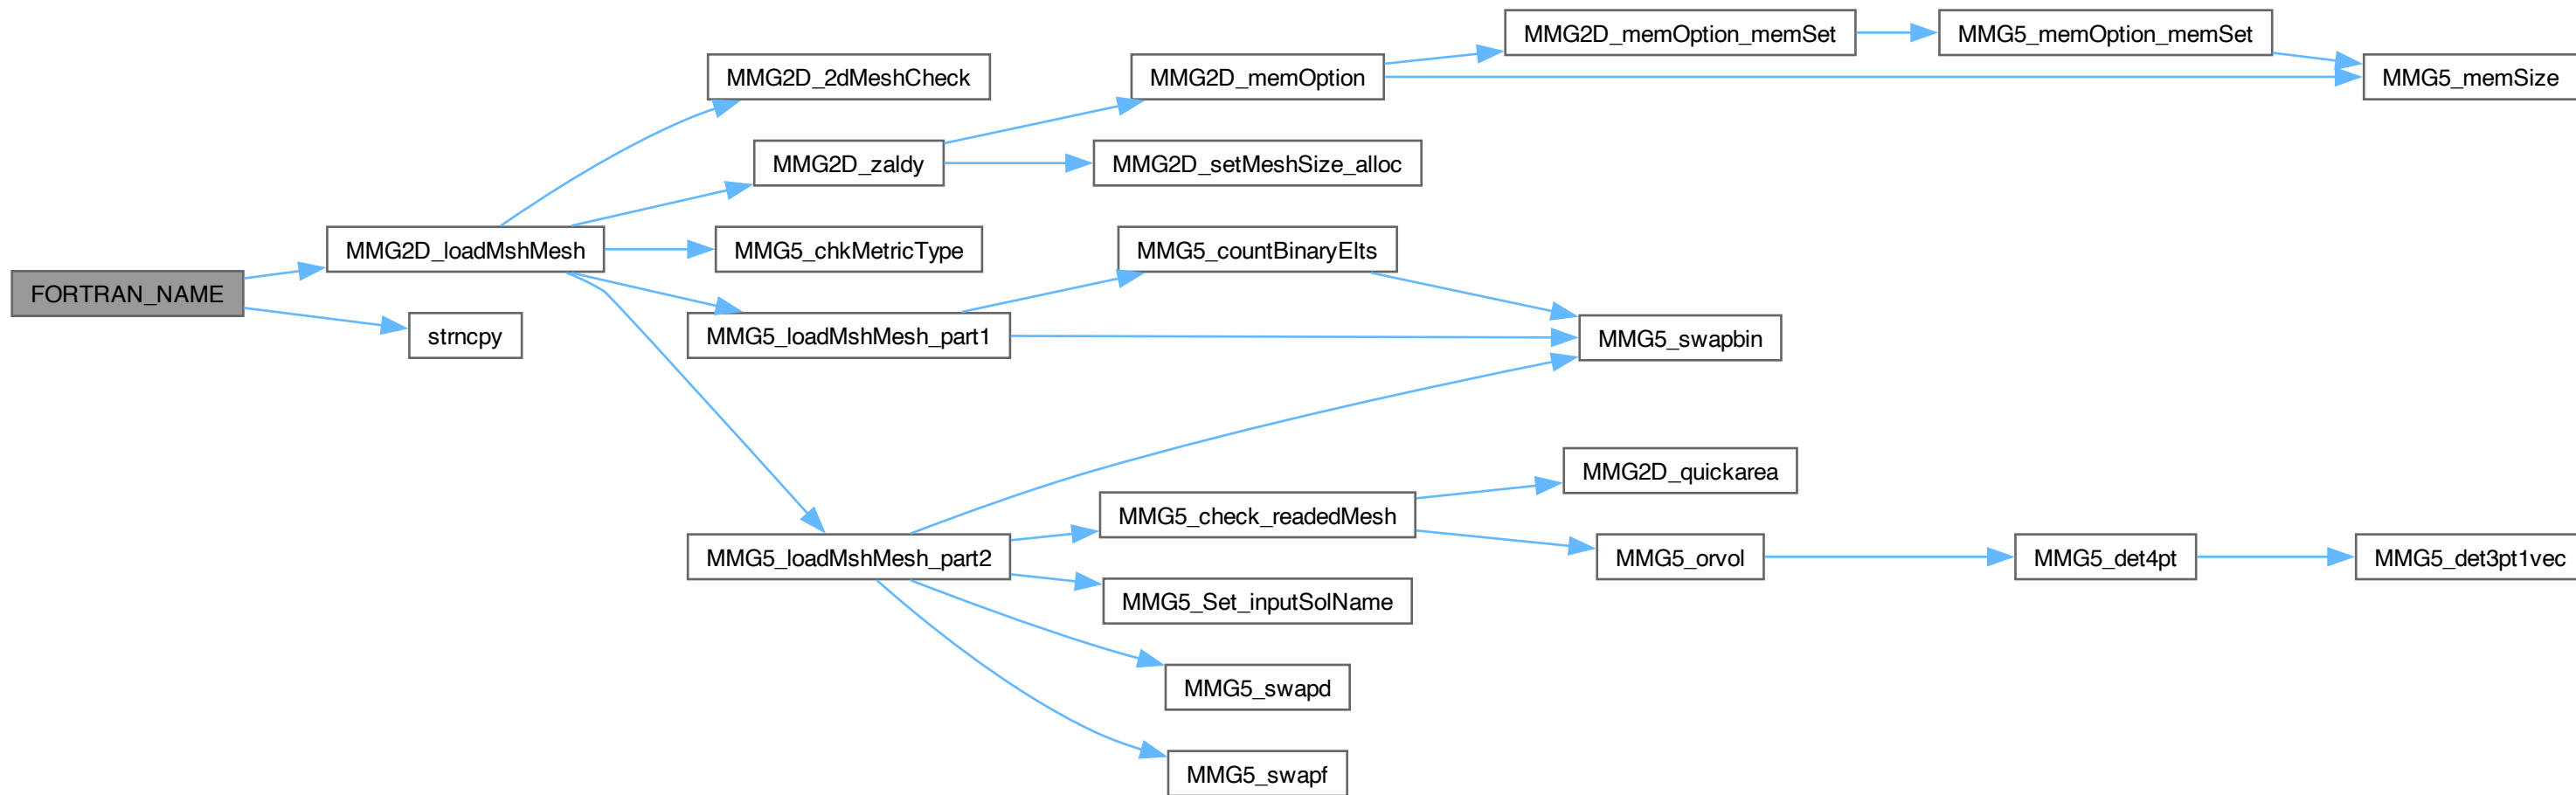 MMG2D_memOption_memSet
MMG5_memOption_memSet
MMG2D_2dMeshCheck
MMG2D_memOption
MMG5_memSize
MMG2D_zaldy
MMG2D_setMeshSize_alloc
MMG2D_loadMshMesh
MMG5_chkMetricType
MMG5_countBinaryElts
FORTRAN_NAME
strncpy
MMG5_loadMshMesh_part1
MMG5_swapbin
MMG2D_quickarea
MMG5_check_readedMesh
MMG5_loadMshMesh_part2
MMG5_orvol
MMG5_det4pt
MMG5_det3pt1vec
MMG5_Set_inputSolName
MMG5_swapd
MMG5_swapf